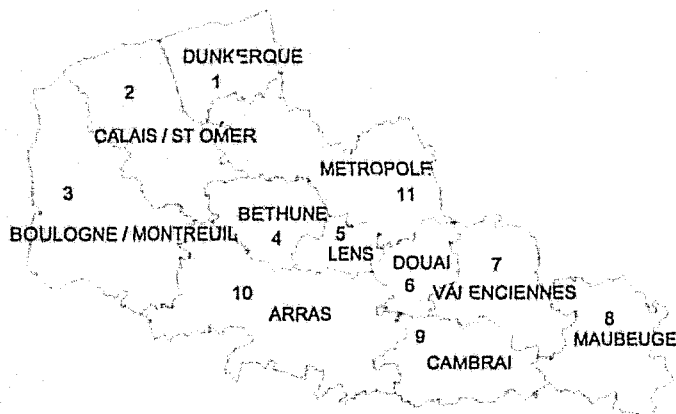 DUNKERQUE
1
2
CALAIS / ST OMER
METROPOLE
11
3
BOULOGNE / MONTREUIL
BETHUNE
4
5
LENS
DOUAI
6
7
VALENCIENNES
10
ARRAS
8
MAUBEUGE
9
CAMBRAI